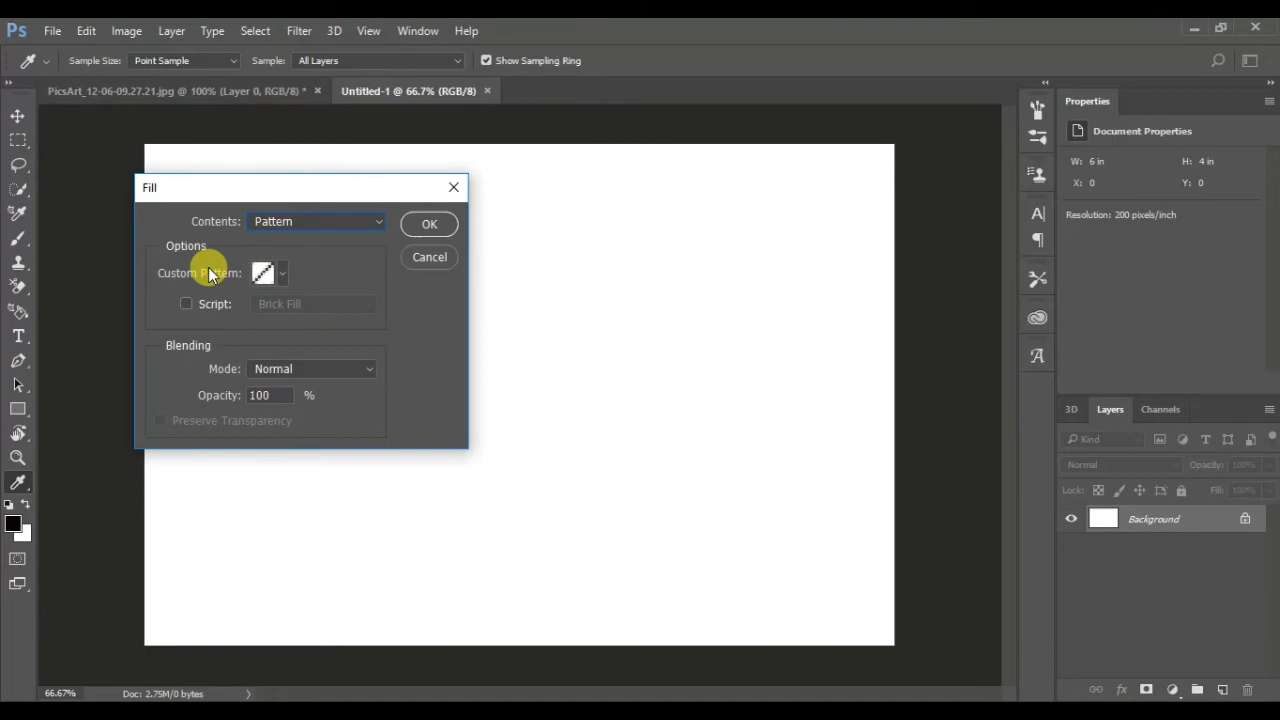 Ps File Edit Image Layer Type Select Filter 3D View Window Help
Sample Size: Point Sample Sample: All Layers Show Sampling Ring
PicsArt_12-06-09.27.21.jpg @ 100% (Layer 0, RGB/8) * × Untitled-1 @ 66.7% (RGB/8) ×
Fill
Contents: Pattern
OK
Options
Cancel
Custom Pattern:
Script: Brick Fill
Blending
Mode: Normal
Opacity: 100 %
Preserve Transparency
Properties
Document Properties
W: 6 in H: 4 in
X: 0 Y: 0
Resolution: 200 pixels/inch
3D Layers Channels
Kind
Normal Opacity: 100%
Lock: Fill: 100%
Background
66.67% Doc: 2.75M/0 bytes